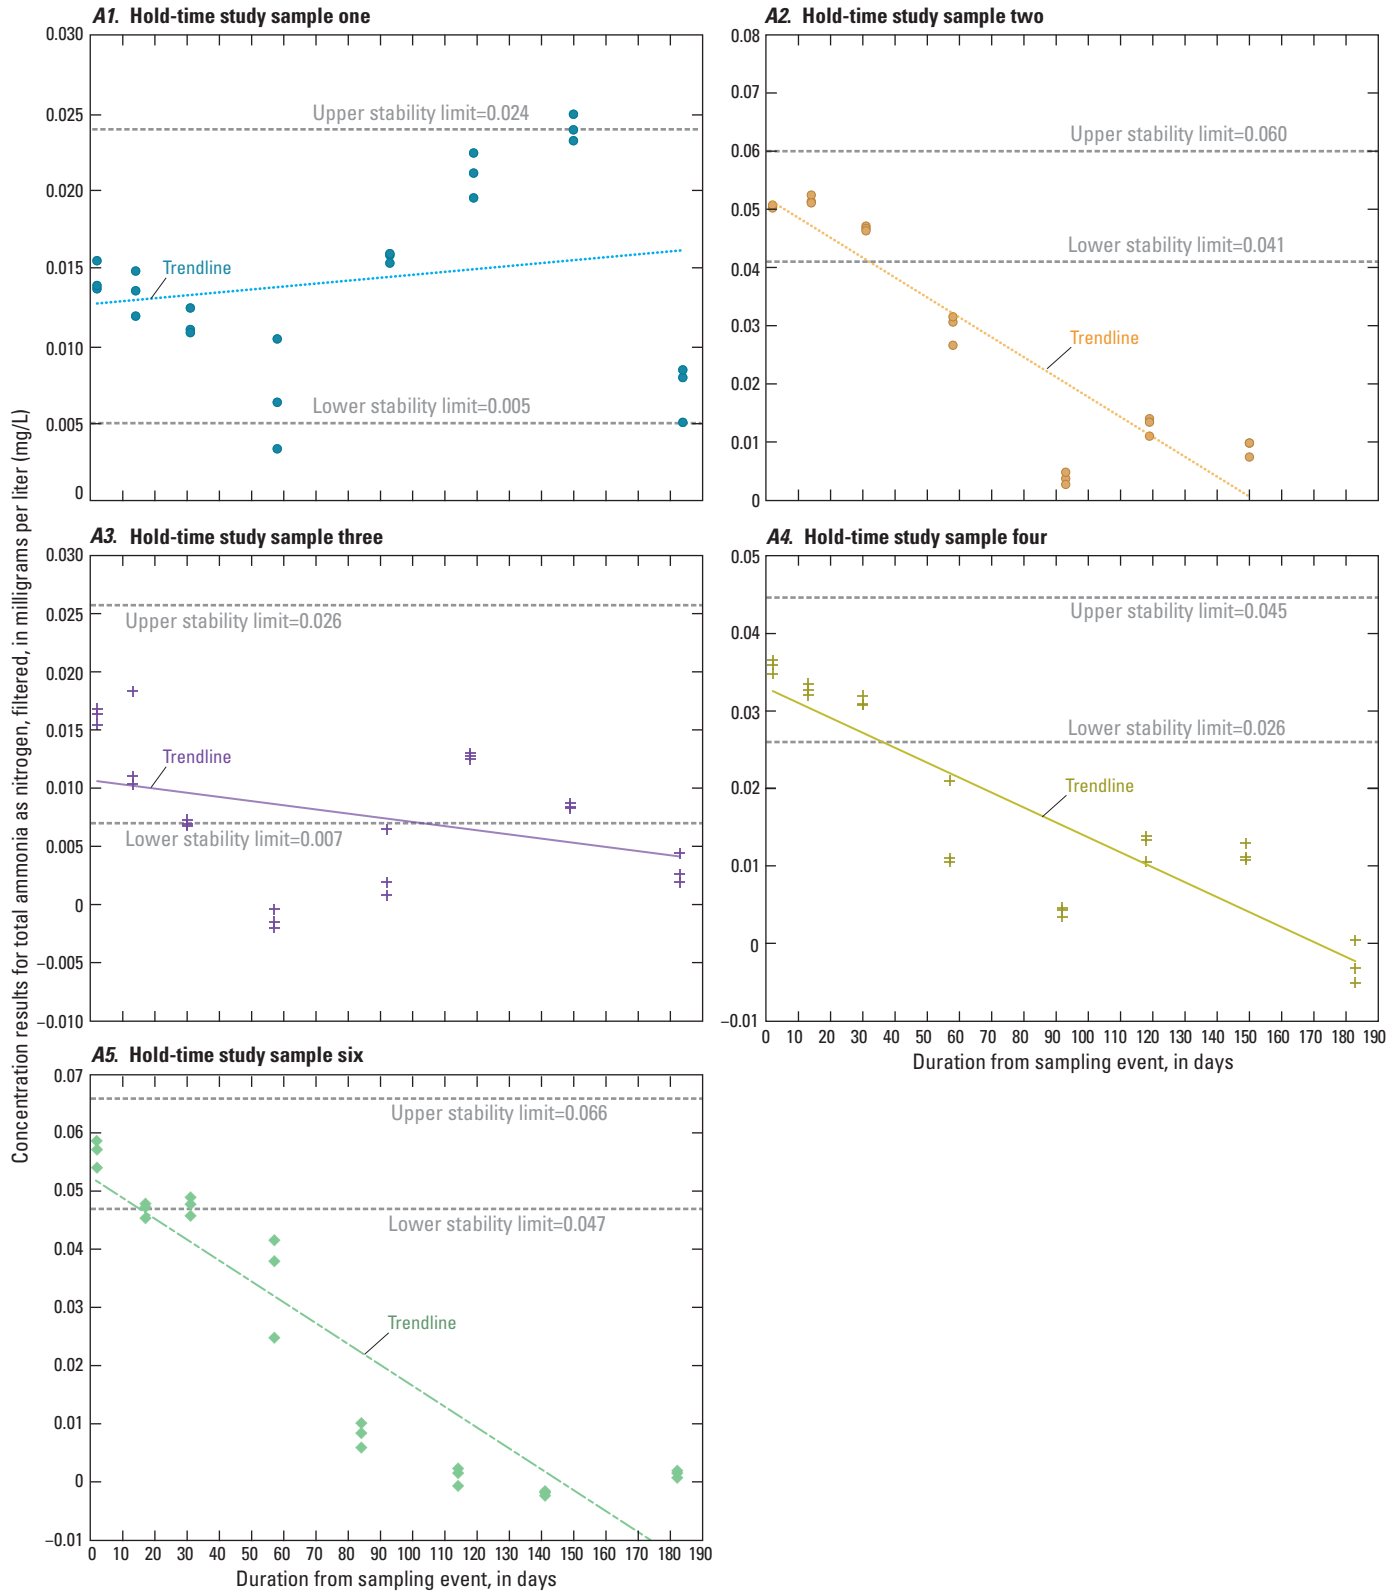 Concentration results for total ammonia as nitrogen, filtered, in milligrams per liter (mg/L)
A1. Hold-time study sample one
0.030
0.025
0.020
0.015
0.010
0.005
0
Upper stability limit=0.024
Trendline
Lower stability limit=0.005
A2. Hold-time study sample two
0.08
0.07
0.06
0.05
0.04
0.03
0.02
0.01
0
Upper stability limit=0.060
Lower stability limit=0.041
Trendline
A3. Hold-time study sample three
0.030
0.025
0.020
0.015
0.010
0.005
0
−0.005
−0.010
Upper stability limit=0.026
Trendline
Lower stability limit=0.007
A4. Hold-time study sample four
0.05
0.04
0.03
0.02
0.01
0
−0.01
Upper stability limit=0.045
Lower stability limit=0.026
Trendline
0 10 20 30 40 50 60 70 80 90 100 110 120 130 140 150 160 170 180 190
Duration from sampling event, in days
A5. Hold-time study sample six
0.07
0.06
0.05
0.04
0.03
0.02
0.01
0
−0.01
Upper stability limit=0.066
Lower stability limit=0.047
Trendline
0 10 20 30 40 50 60 70 80 90 100 110 120 130 140 150 160 170 180 190
Duration from sampling event, in days